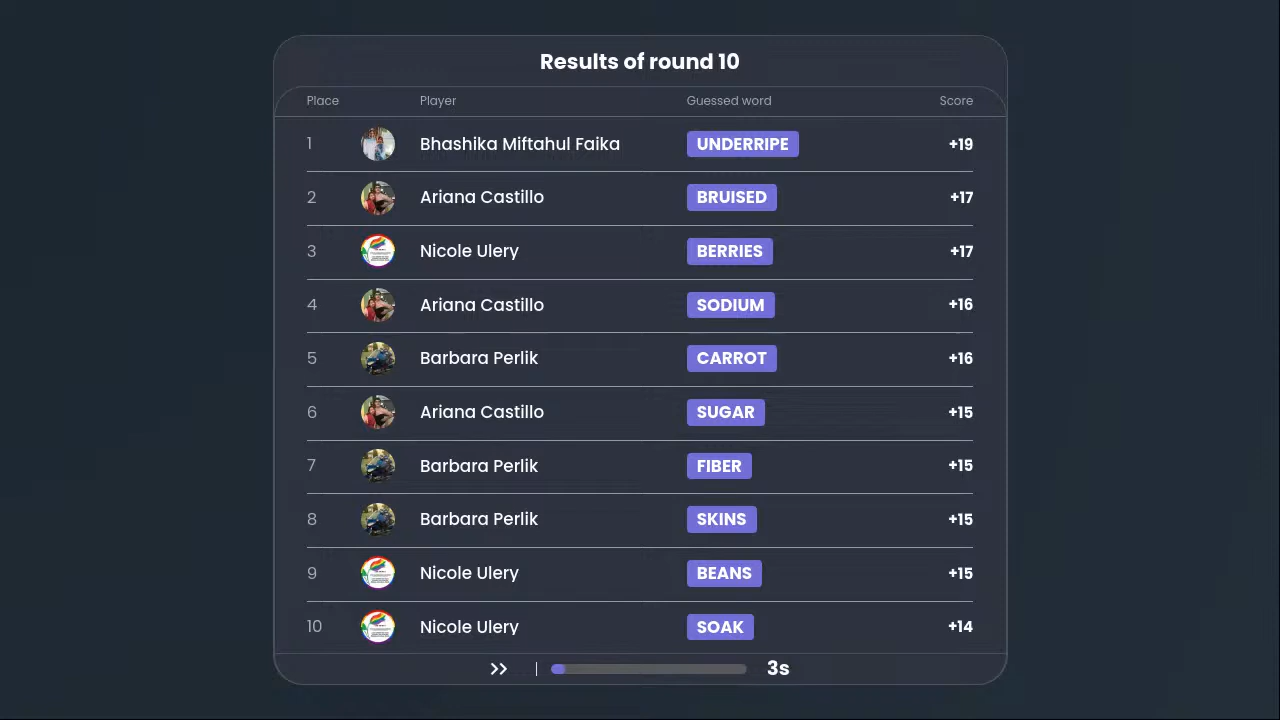 Results of round 10
Place Player Guessed word Score
1 Bhashika Miftahul Faika UNDERRIPE +19
2 Ariana Castillo BRUISED +17
3 Nicole Ulery BERRIES +17
4 Ariana Castillo SODIUM +16
5 Barbara Perlik CARROT +16
6 Ariana Castillo SUGAR +15
7 Barbara Perlik FIBER +15
8 Barbara Perlik SKINS +15
9 Nicole Ulery BEANS +15
10 Nicole Ulery SOAK +14
3s